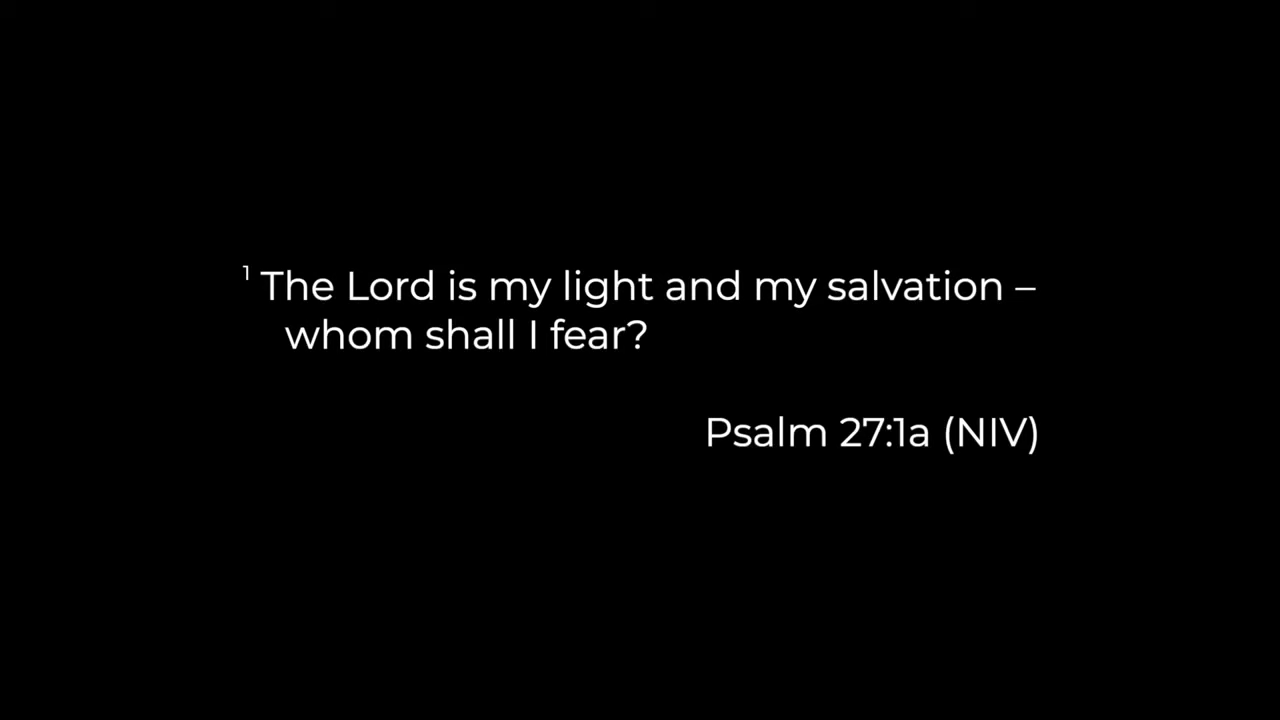 ¹ The Lord is my light and my salvation –
whom shall I fear?
Psalm 27:1a (NIV)